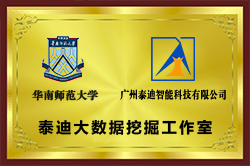 华南师范大学
广州泰迪智能科技有限公司
泰迪大数据挖掘工作室